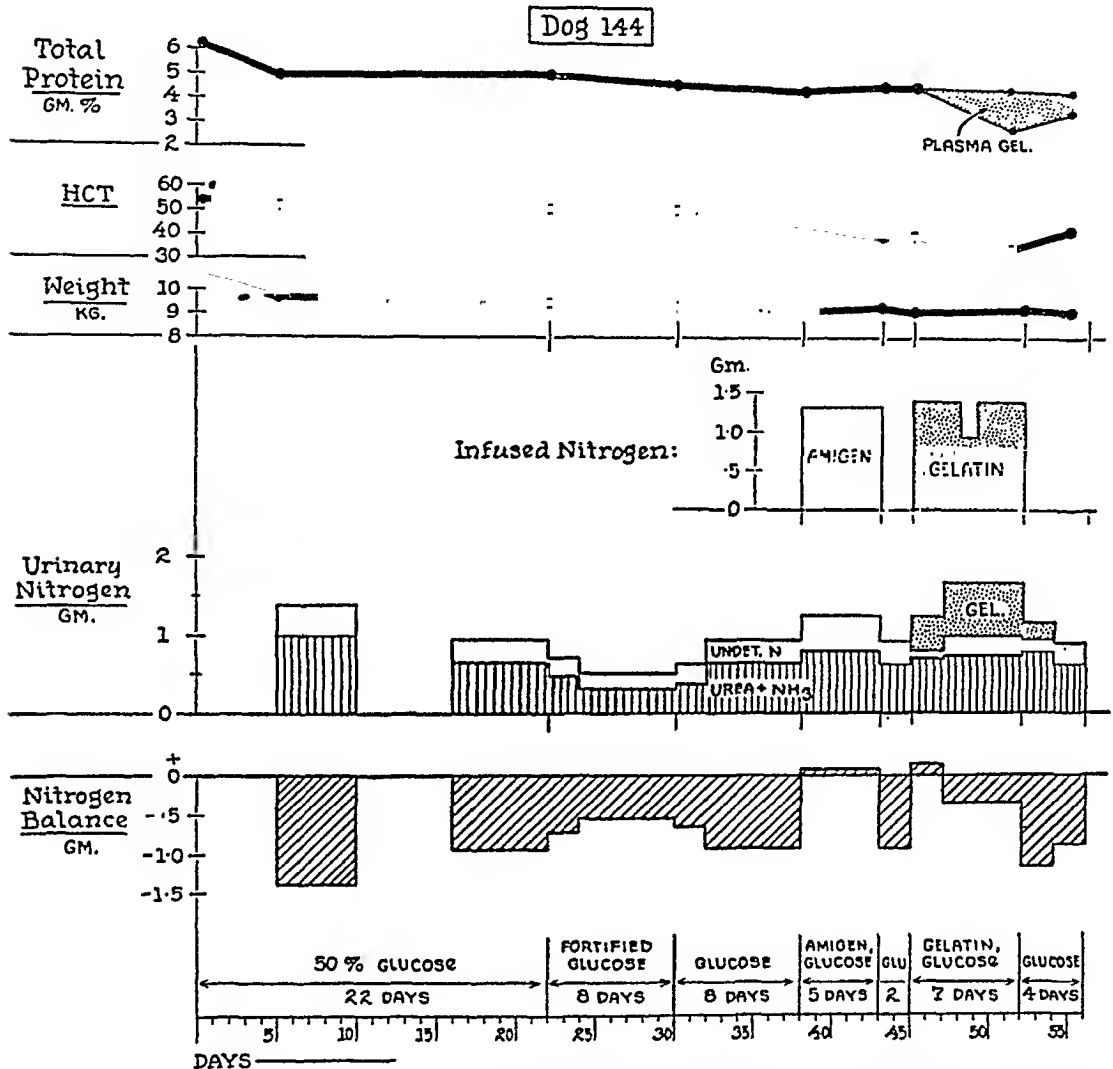 Dog 144
Total
Protein
GM. %
6
5
4
3
2
PLASMA GEL.
HCT
60
50
40
30
Weight
KG.
10
9
8
Infused Nitrogen:
Gm.
1.5
1.0
.5
0
AMIGEN
GELATIN
Urinary
Nitrogen
GM.
2
1
0
UNDET. N
UREA + NH3
GEL.
Nitrogen
Balance
GM.
+
0
-.5
-1.0
-1.5
50 % GLUCOSE
22 DAYS
FORTIFIED
GLUCOSE
8 DAYS
GLUCOSE
8 DAYS
AMIGEN,
GLUCOSE
5 DAYS
GLU
2
GELATIN,
GLUCOSE
7 DAYS
GLUCOSE
4 DAYS
5 10 15 20 25 30 35 40 45 50 55
DAYS